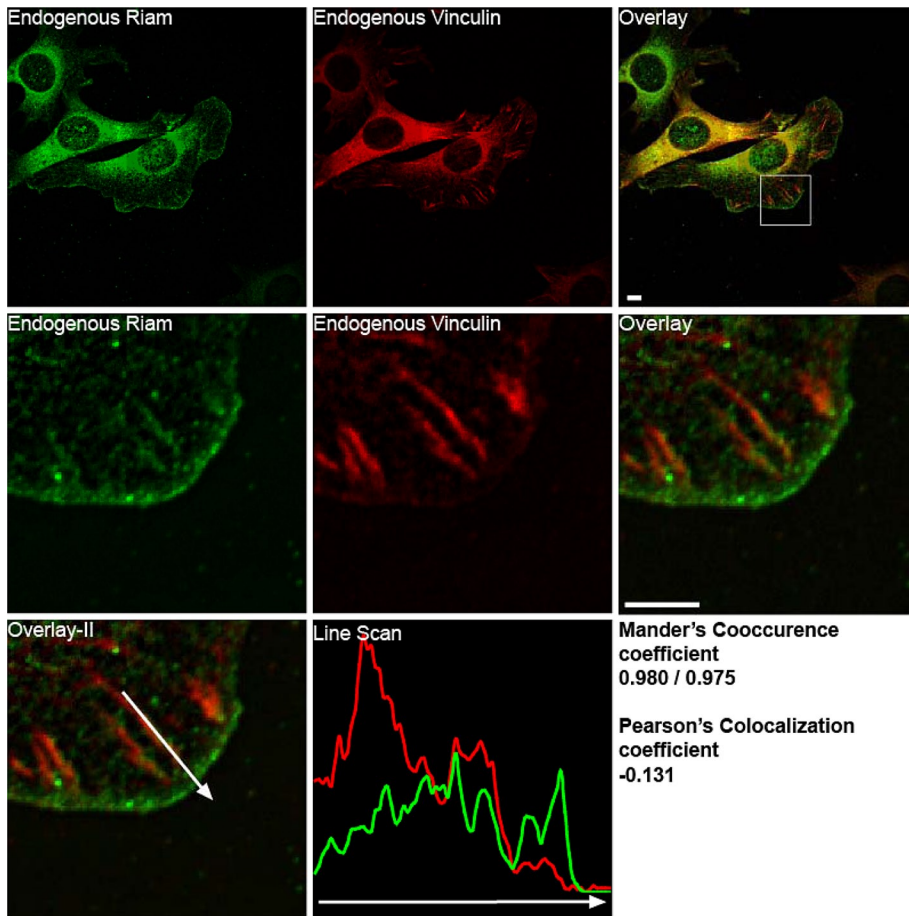 Endogenous Riam
Endogenous Vinculin
Overlay
Endogenous Riam
Endogenous Vinculin
Overlay
Overlay-II
Line Scan
Mander's Cooccurence
coefficient
0.980 / 0.975
Pearson's Colocalization
coefficient
-0.131